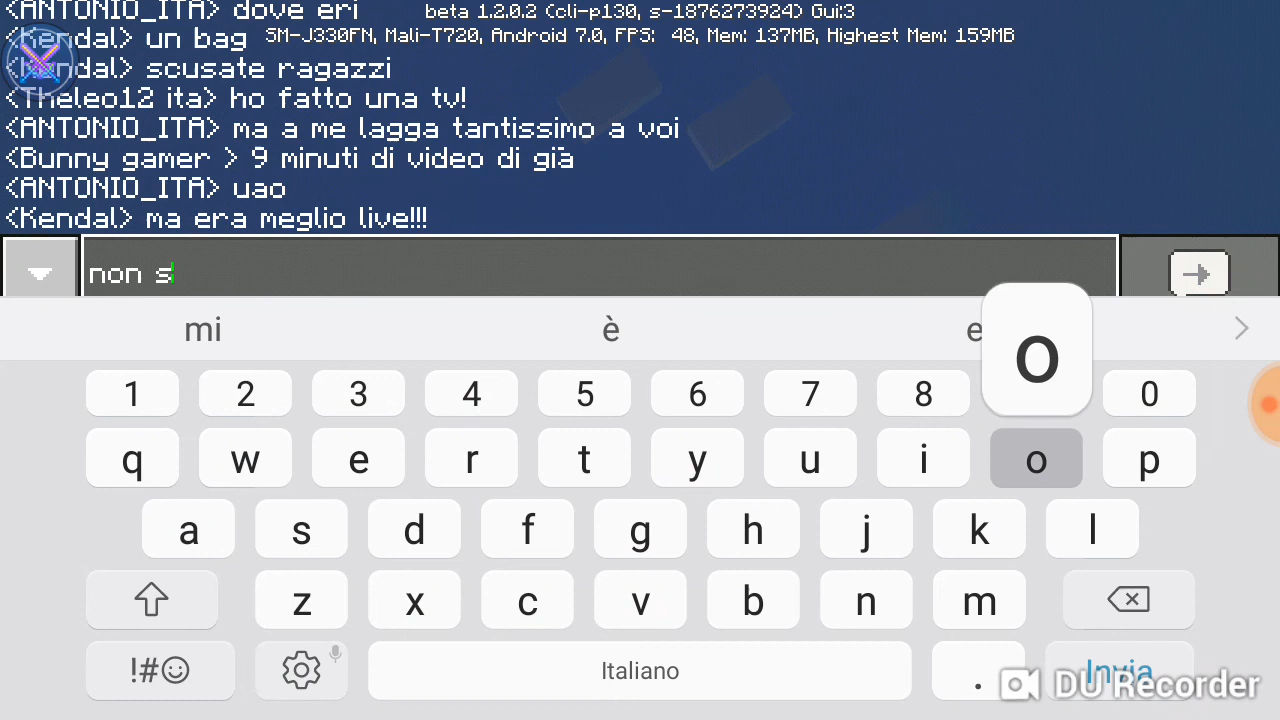 <ANTONIO_ITA> dove eri
beta 1.2.0.2 (cli-p130, s-1876273924) Gui:3
<Kendal> un bag
SM-J330FN, Mali-T720, Android 7.0, FPS: 48, Mem: 137MB, Highest Mem: 159MB
<Kendal> scusate ragazzi
<Theleo12 ita> ho fatto una tv!
<ANTONIO_ITA> ma a me lagga tantissimo a voi
<Bunny gamer > 9 minuti di video di già
<ANTONIO_ITA> uao
<Kendal> ma era meglio live!!!
non s
mi è e
o
1 2 3 4 5 6 7 8 0
q w e r t y u i o p
a s d f g h j k l
z x c v b n m
!#☺ Italiano . Invia
DU Recorder